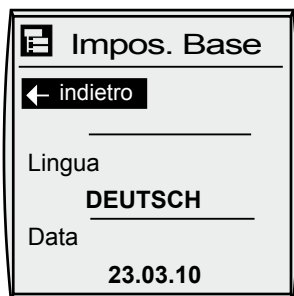 Impos. Base
indietro
Lingua
DEUTSCH
Data
23.03.10